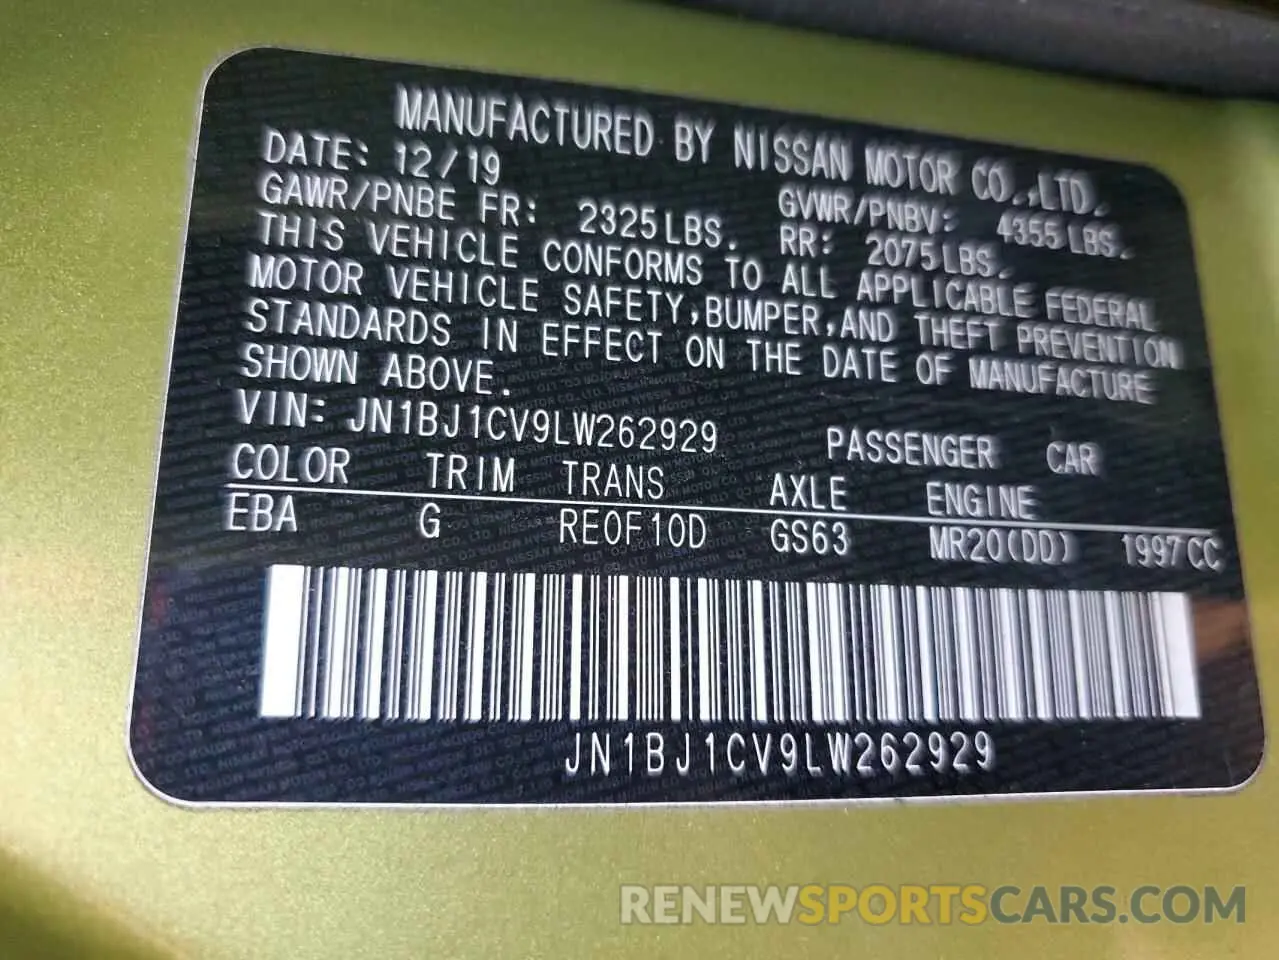 MANUFACTURED BY NISSAN MOTOR CO.,LTD.
DATE: 12/19 GVWR/PNBV: 4355LBS.
GAWR/PNBE FR: 2325LBS. RR: 2075LBS.
THIS VEHICLE CONFORMS TO ALL APPLICABLE FEDERAL
MOTOR VEHICLE SAFETY,BUMPER,AND THEFT PREVENTION
STANDARDS IN EFFECT ON THE DATE OF MANUFACTURE
SHOWN ABOVE.
VIN: JN1BJ1CV9LW262929 PASSENGER CAR
COLOR TRIM TRANS AXLE ENGINE
EBA G RE0F10D GS63 MR20(DD) 1997CC
JN1BJ1CV9LW262929
RENEWSPORTSCARS.COM